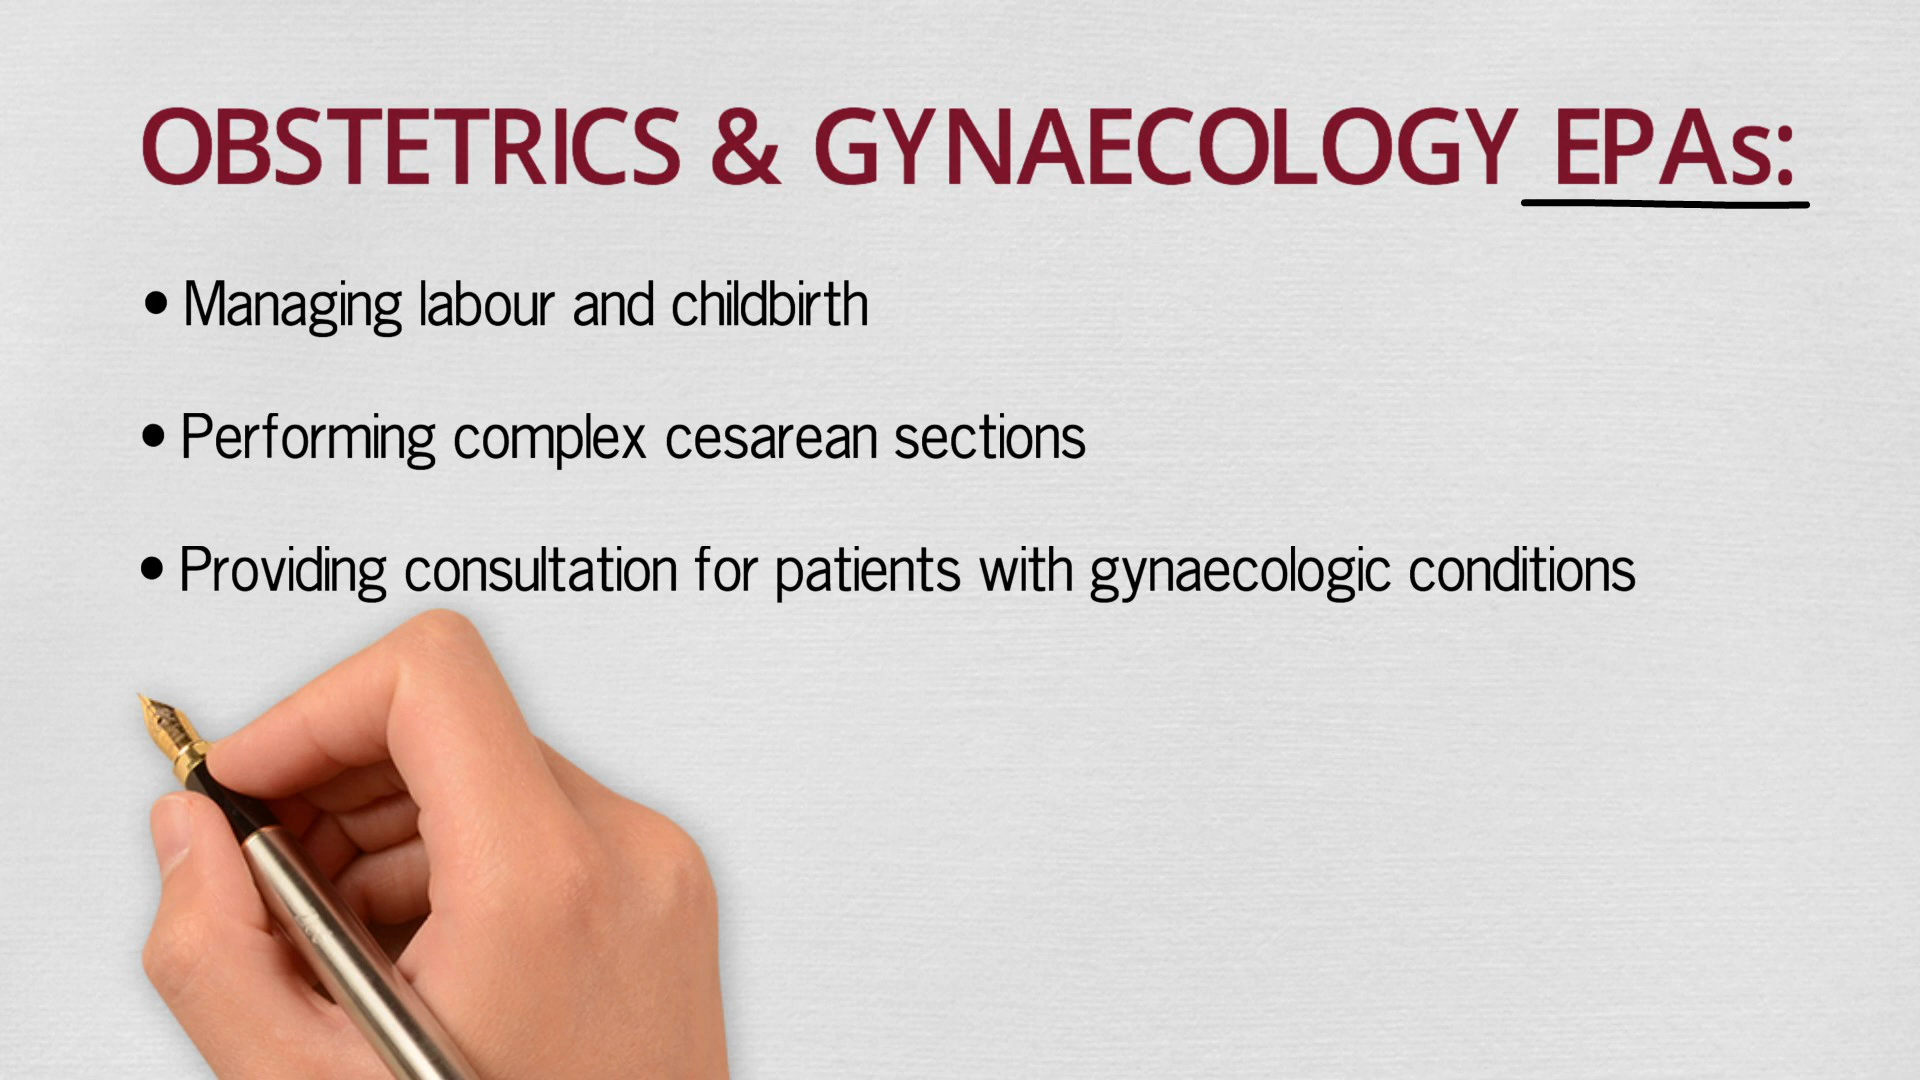 OBSTETRICS & GYNAECOLOGY EPAs:
• Managing labour and childbirth
• Performing complex cesarean sections
• Providing consultation for patients with gynaecologic conditions